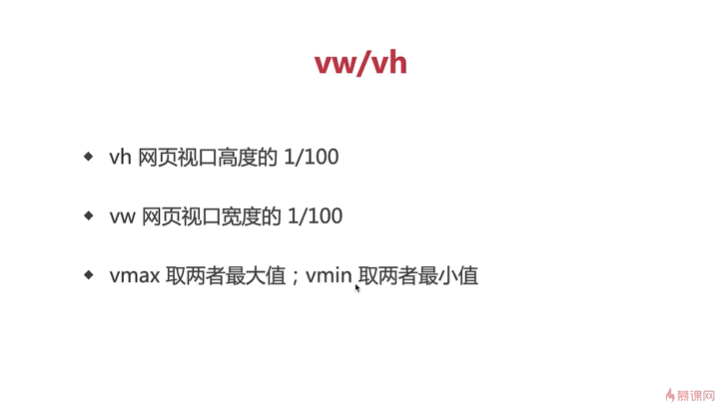 vw/vh
◆ vh 网页视口高度的 1/100
◆ vw 网页视口宽度的 1/100
◆ vmax 取两者最大值；vmin 取两者最小值
慕课网